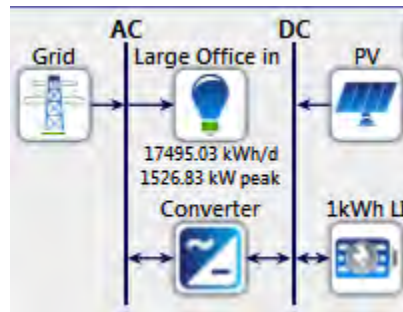 AC DC
Grid Large Office in PV
17495.03 kWh/d
1526.83 kW peak
Converter 1kWh LI